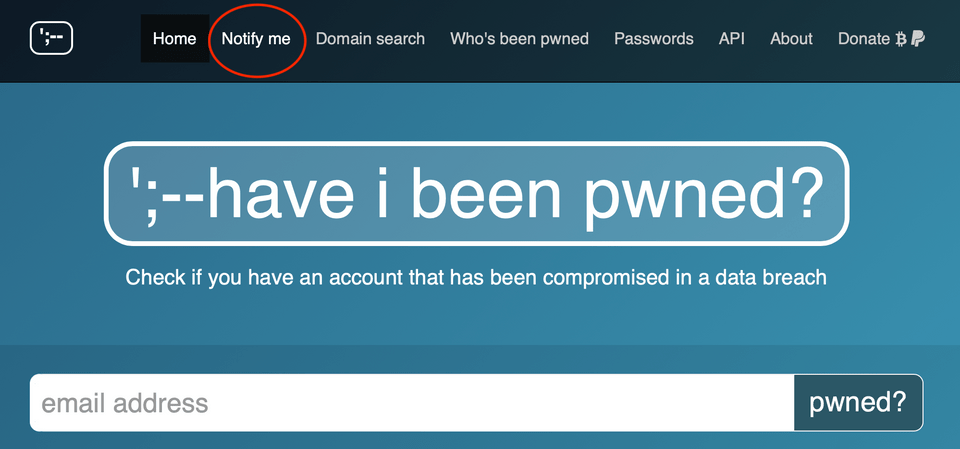 ';--
Home Notify me Domain search Who's been pwned Passwords API About Donate
';--have i been pwned?
Check if you have an account that has been compromised in a data breach
email address pwned?